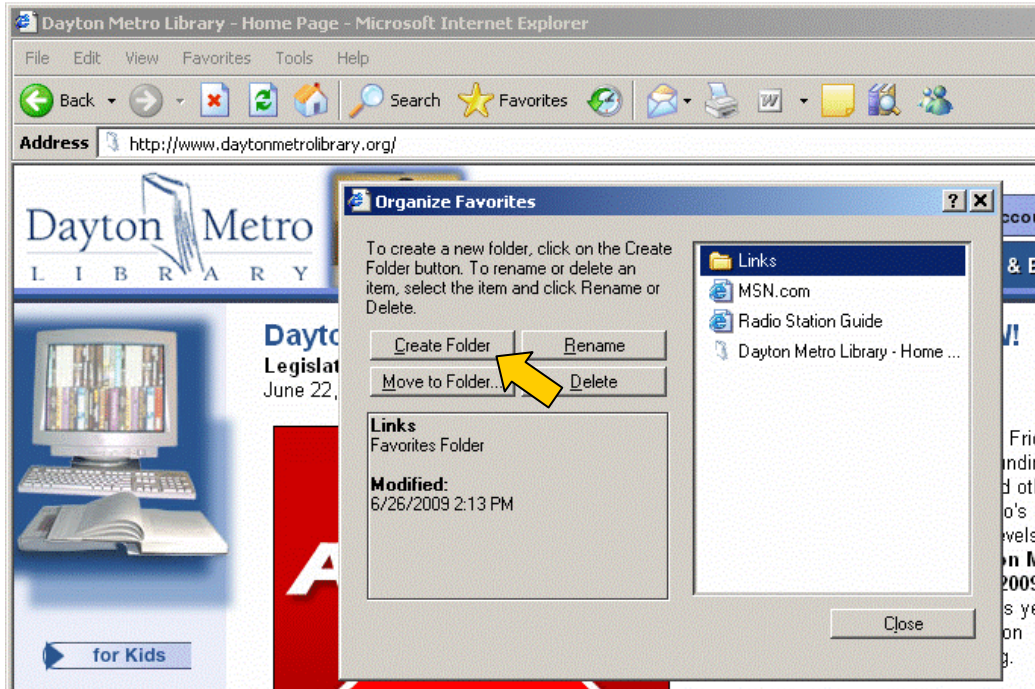 Dayton Metro Library - Home Page - Microsoft Internet Explorer
File Edit View Favorites Tools Help
Back Search Favorites
Address http://www.daytonmetrolibrary.org/
Dayton Metro
LIBRARY
Organize Favorites
To create a new folder, click on the Create
Folder button. To rename or delete an
item, select the item and click Rename or
Delete.
Create Folder Rename
Move to Folder... Delete
Links
Favorites Folder
Modified:
6/26/2009 2:13 PM
Links
MSN.com
Radio Station Guide
Dayton Metro Library - Home ...
Close
Legislat
June 22,
for Kids